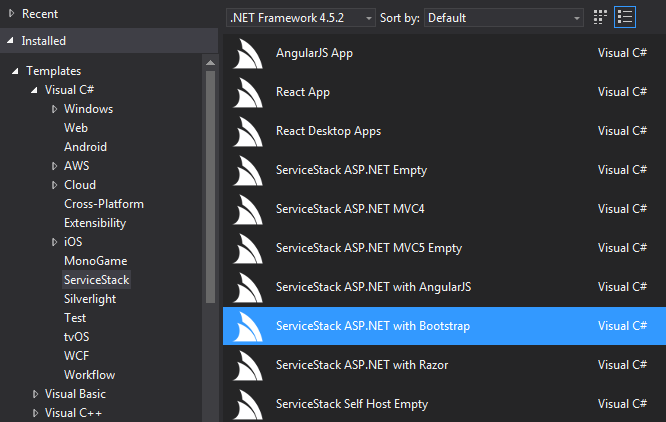 Recent
Installed
Templates
Visual C#
Windows
Web
Android
AWS
Cloud
Cross-Platform
Extensibility
iOS
MonoGame
ServiceStack
Silverlight
Test
tvOS
WCF
Workflow
Visual Basic
Visual C++
.NET Framework 4.5.2 Sort by: Default
AngularJS App Visual C#
React App Visual C#
React Desktop Apps Visual C#
ServiceStack ASP.NET Empty Visual C#
ServiceStack ASP.NET MVC4 Visual C#
ServiceStack ASP.NET MVC5 Empty Visual C#
ServiceStack ASP.NET with AngularJS Visual C#
ServiceStack ASP.NET with Bootstrap Visual C#
ServiceStack ASP.NET with Razor Visual C#
ServiceStack Self Host Empty Visual C#